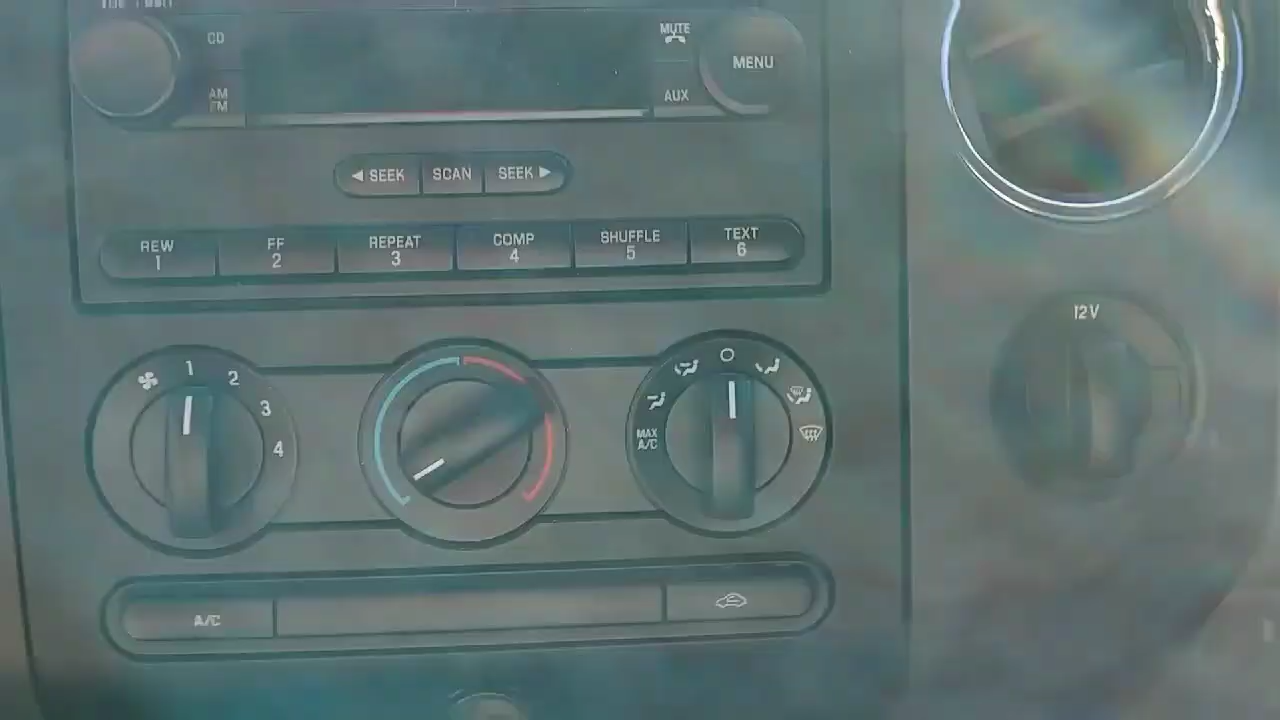 CD
MUTE
MENU
AM
FM
AUX
SEEK SCAN SEEK
REW FF REPEAT COMP SHUFFLE TEXT
1 2 3 4 5 6
12V
1 2 3 4
MAX
A/C
A/C